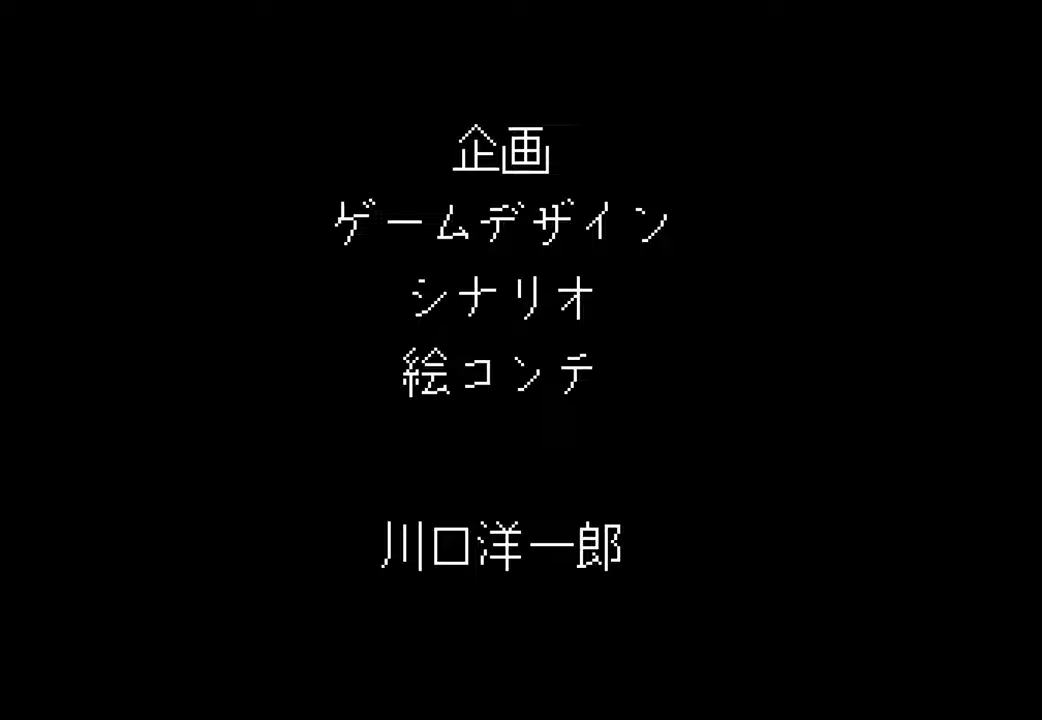 企画
ゲームデザイン
シナリオ
絵コンテ
川口洋一郎